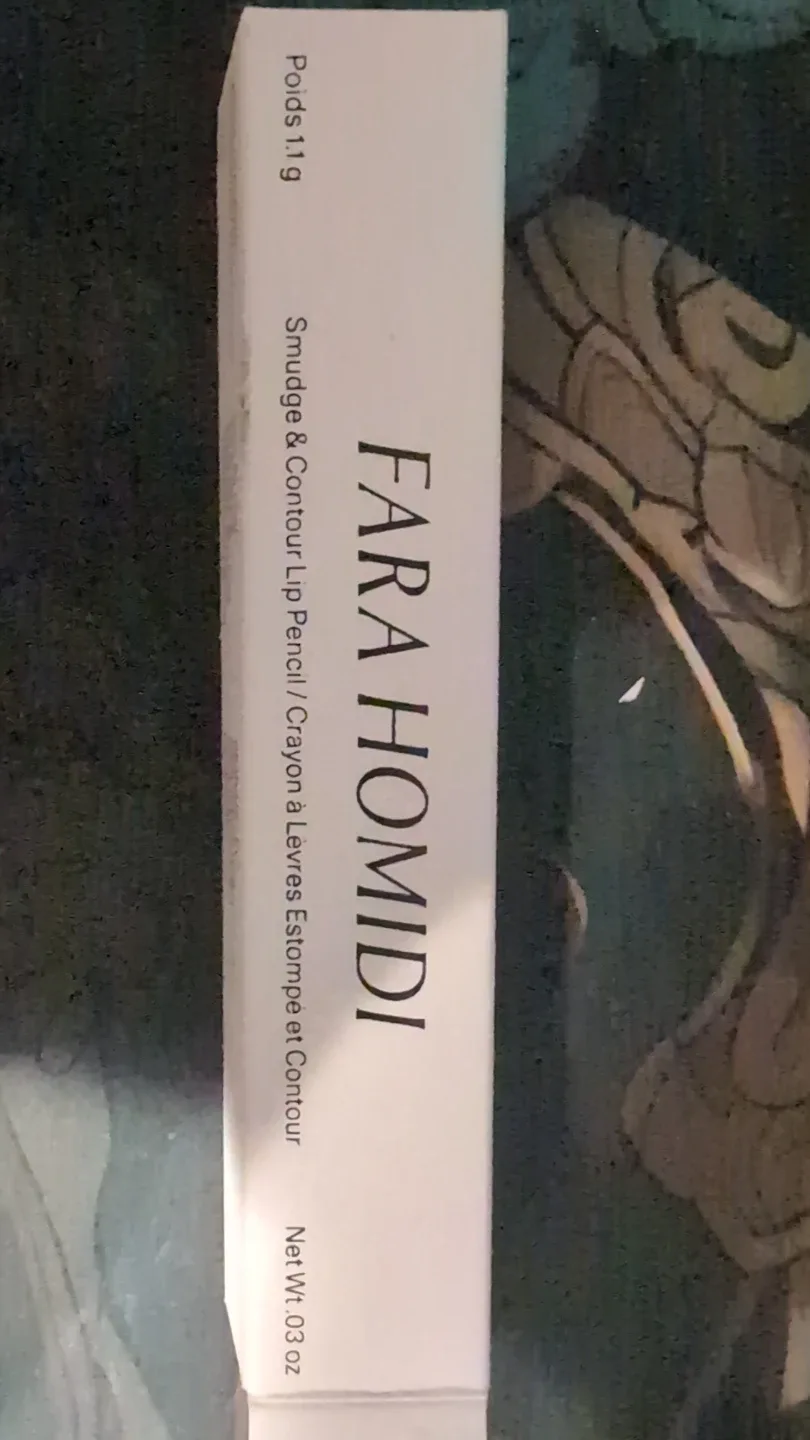 FARA HOMIDI
Poids 1.1 g Smudge & Contour Lip Pencil / Crayon à Lèvres Estompé et Contour Net Wt .03 oz